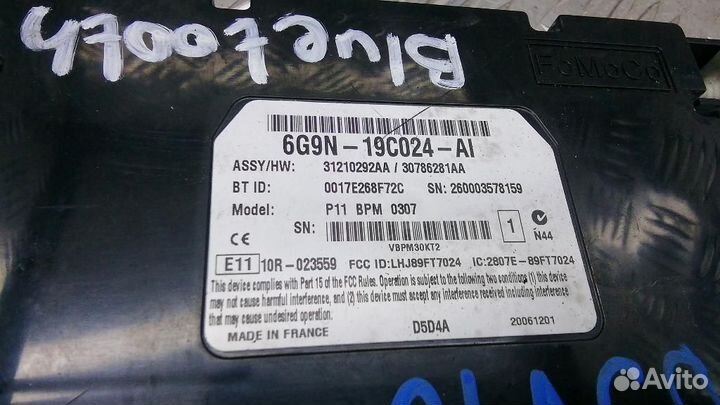 Bluetooth
FoMoCo
6G9N-19C024-AI
ASSY/HW: 31210292AA / 30786281AA
BT ID: 0017E268F72C SN: 260003578159
Model: P11 BPM 0307
SN:
VBPM30KT2
1
N44
CE
E11 10R-023559 FCC ID:LHJ89FT7024 IC:2807E-89FT7024
This device complies with Part 15 of the FCC Rules. Operation is subject to the following two conditions (1) this device
may not cause harmful interference, and (2) this device must accept any interference received including interference
that may cause undesired operation.
MADE IN FRANCE D5D4A 20061201
Avito